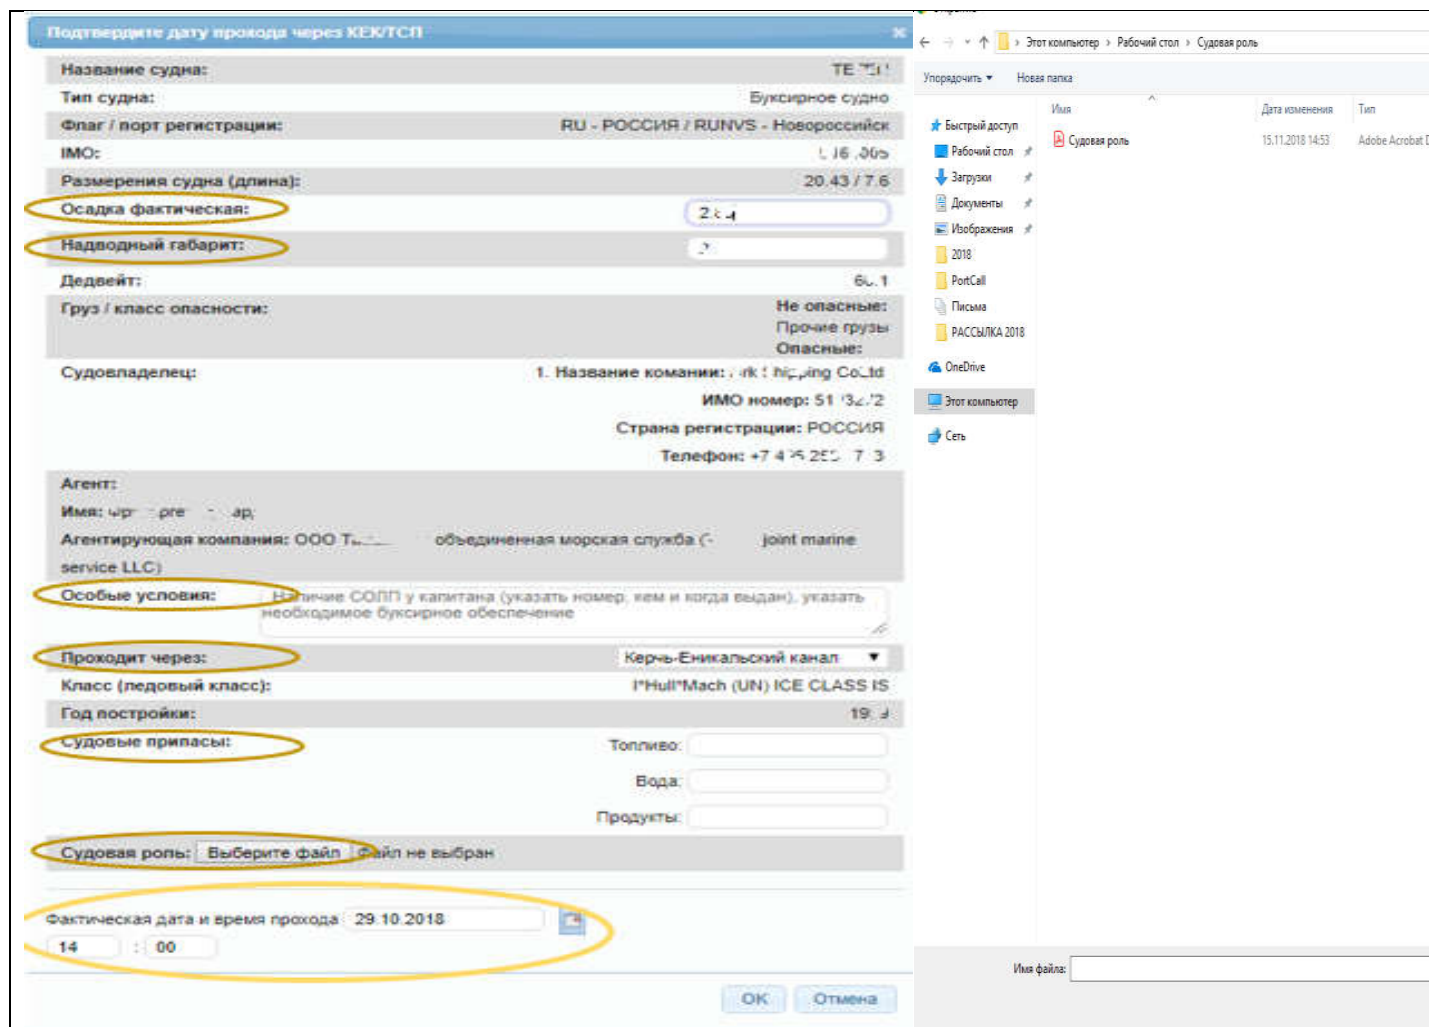 Подтвердите дату прохода через КЕК/ТСП
Название судна: TE
Тип судна: Буксирное судно
Флаг / порт регистрации: RU - РОССИЯ / RUNVS - Новороссийск
IMO:
Размерения судна (длина): 20.43 / 7.6
Осадка фактическая:
Надводный габарит:
Дедвейт:
Груз / класс опасности: Не опасные:
Прочие грузы
Опасные:
Судовладелец: 1. Название комании:
ИМО номер:
Страна регистрации: РОССИЯ
Телефон: +7
Агент:
Имя:
Агентирующая компания: ООО объединенная морская служба joint marine
service LLC)
Особые условия: Наличие СОЛП у капитана (указать номер, кем и когда выдан), указать
необходимое буксирное обеспечение
Проходит через: Керчь-Еникальский канал
Класс (ледовый класс): I*Hull*Mach (UN) ICE CLASS IS
Год постройки:
Судовые припасы: Топливо:
Вода:
Продукты:
Судовая роль: Выберите файл Файл не выбран
Фактическая дата и время прохода 29.10.2018
14 : 00
OK Отмена
Этот компьютер › Рабочий стол › Судовая роль
Упорядочить Новая папка
Имя Дата изменения Тип
Быстрый доступ
Судовая роль 15.11.2018 14:53 Adobe Acrobat D
Рабочий стол
Загрузки
Документы
Изображения
2018
PortCall
Письма
РАССЫЛКА 2018
OneDrive
Этот компьютер
Сеть
Имя файла: